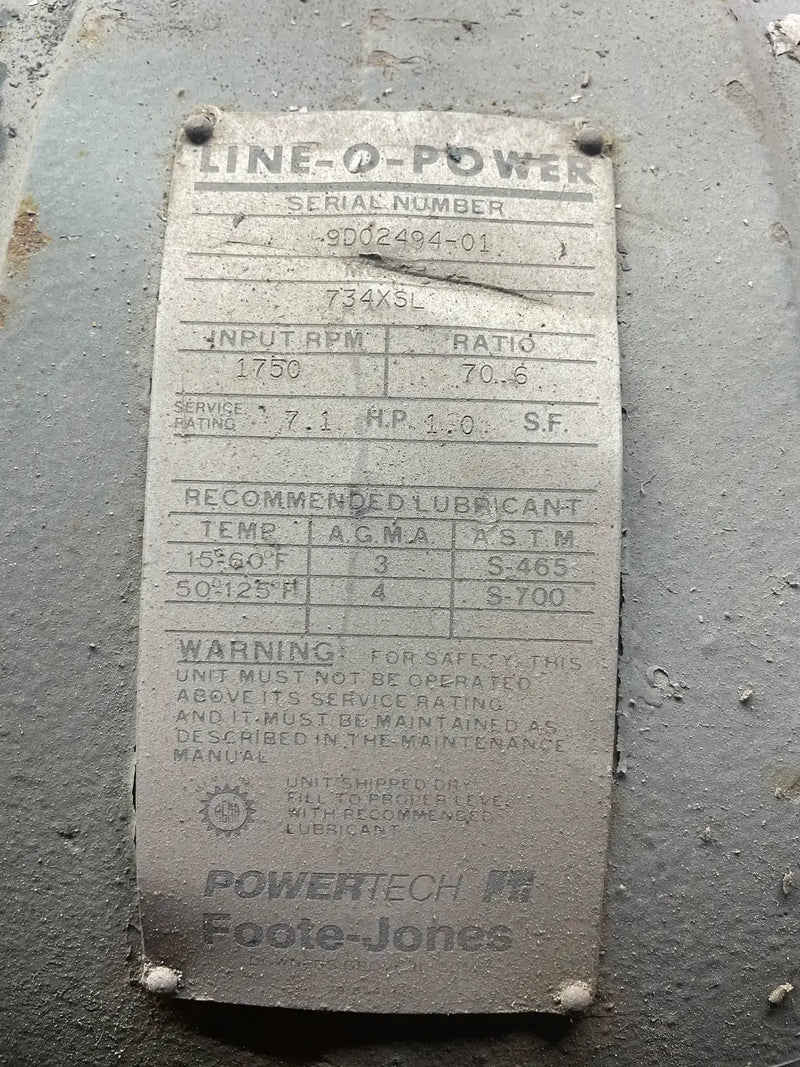 LINE-O-POWER
SERIAL NUMBER
9D02494-01
734XSL
INPUT RPM RATIO
1750 70.6
SERVICE RATING 7.1 H.P. 1.0 S.F.
RECOMMENDED LUBRICANT
TEMP A.G.M.A. A S T M
15°-60°F 3 S-465
50°-125°F 4 S-700
WARNING: FOR SAFETY, THIS
UNIT MUST NOT BE OPERATED
ABOVE ITS SERVICE RATING
AND IT MUST BE MAINTAINED AS
DESCRIBED IN THE MAINTENANCE
MANUAL
AGMA
UNIT SHIPPED DRY
FILL TO PROPER LEVEL
WITH RECOMMENDED
LUBRICANT
POWERTECH PT
Foote-Jones